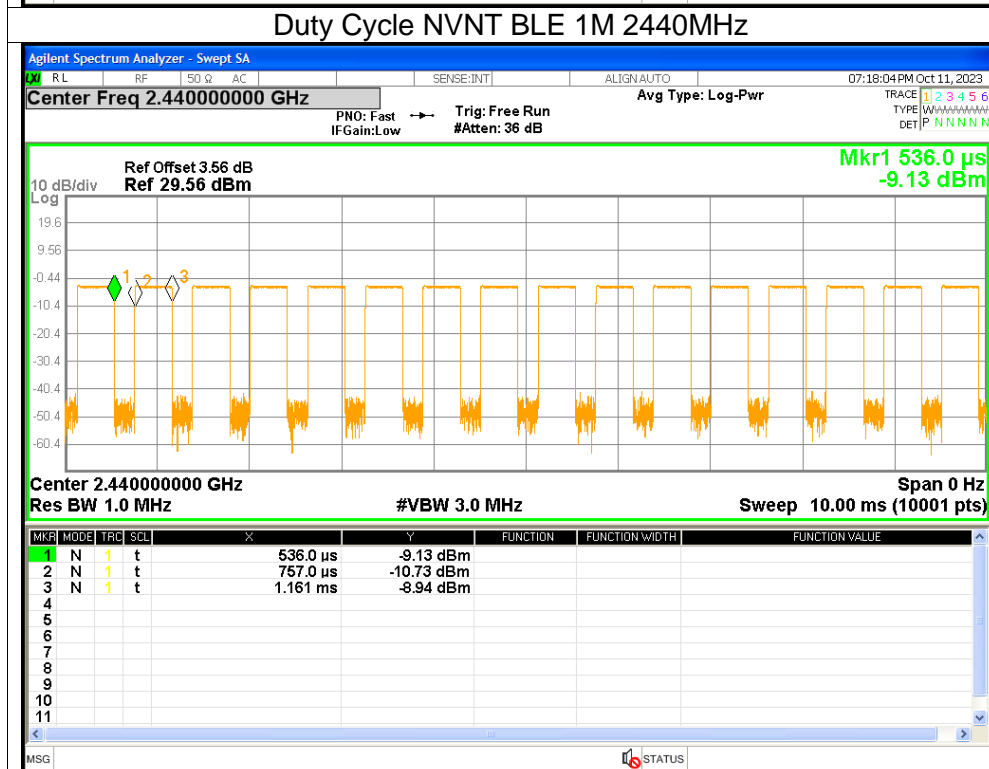 Duty Cycle NVNT BLE 1M 2440MHz
Agilent Spectrum Analyzer - Swept SA
LXI RL RF 50 Ω AC SENSE:INT ALIGN AUTO 07:18:04 PM Oct 11, 2023
Center Freq 2.440000000 GHz Avg Type: Log-Pwr TRACE 1 2 3 4 5 6
PNO: Fast Trig: Free Run TYPE WWWWWW
IFGain:Low #Atten: 36 dB DET P N N N N N
Mkr1 536.0 µs
Ref Offset 3.56 dB
10 dB/div Ref 29.56 dBm -9.13 dBm
Log
19.6
9.56
-0.44
1 2 3
-10.4
-20.4
-30.4
-40.4
-50.4
-60.4
Center 2.440000000 GHz Span 0 Hz
Res BW 1.0 MHz #VBW 3.0 MHz Sweep 10.00 ms (10001 pts)
MKR MODE TRC SCL X Y FUNCTION FUNCTION WIDTH FUNCTION VALUE
1 N 1 t 536.0 µs -9.13 dBm
2 N 1 t 757.0 µs -10.73 dBm
3 N 1 t 1.161 ms -8.94 dBm
4
5
6
7
8
9
10
11
MSG STATUS